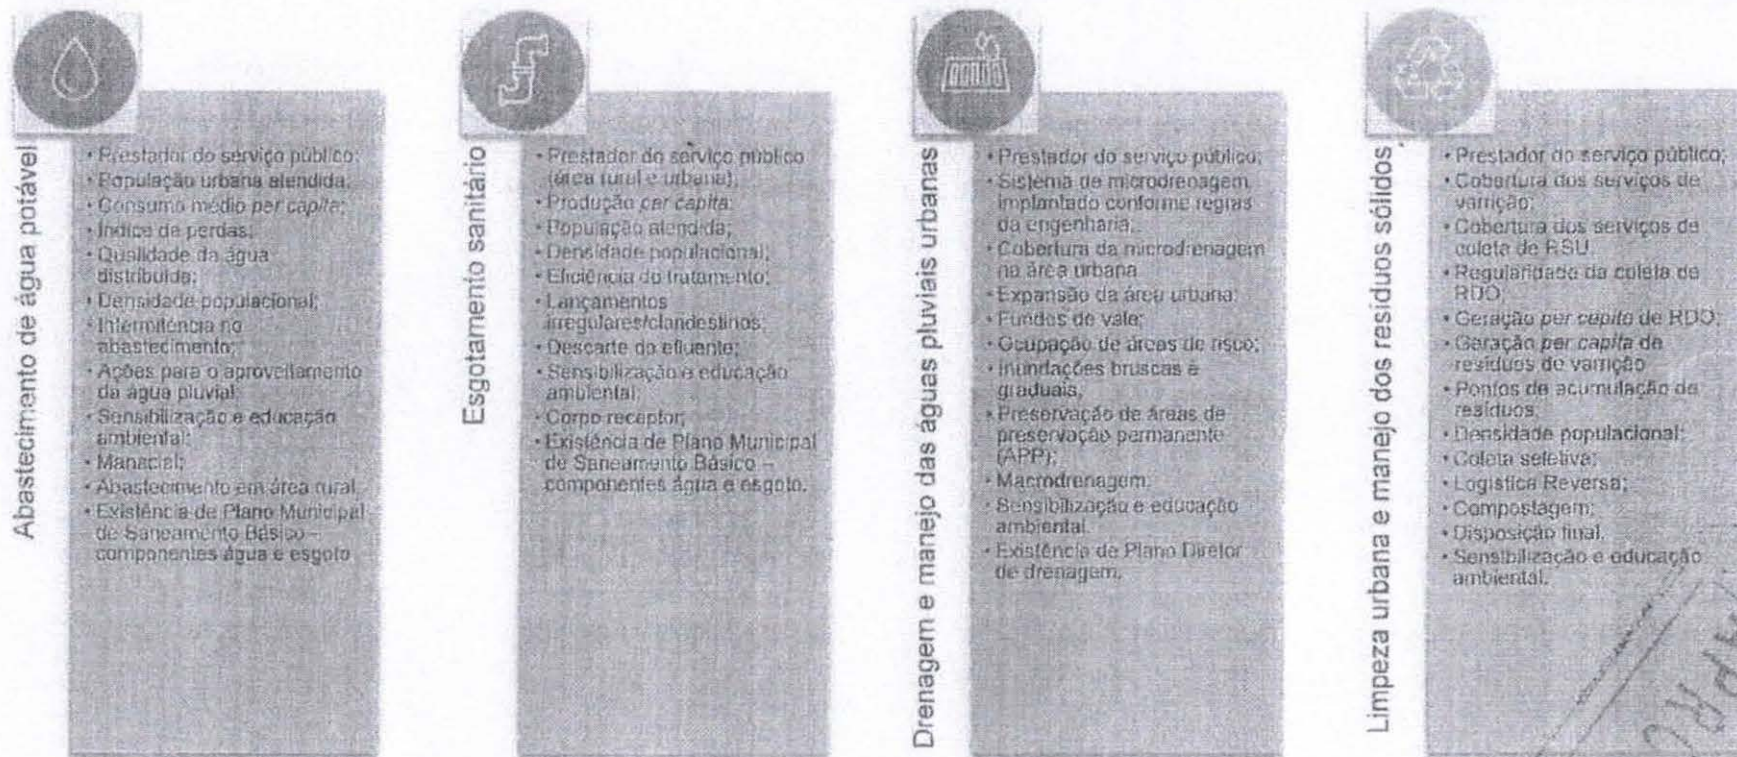 Abastecimento de água potável
• Prestador do serviço público;
• População urbana atendida;
• Consumo médio per capita;
• Índice de perdas;
• Qualidade da água
distribuída;
• Densidade populacional;
• Intermitência no
abastecimento;
• Ações para o aproveitamento
da água pluvial;
• Sensibilização e educação
ambiental;
• Manacial;
• Abastecimento em área rural
• Existência de Plano Municipal
de Saneamento Básico –
componentes água e esgoto
Esgotamento sanitário
• Prestador do serviço público
(área rural e urbana);
• Produção per capita;
• População atendida;
• Densidade populacional;
• Eficiência do tratamento;
• Lançamentos
irregulares/clandestinos;
• Descarte do efluente;
• Sensibilização e educação
ambiental;
• Corpo receptor;
• Existência de Plano Municipal
de Saneamento Básico –
componentes água e esgoto.
Drenagem e manejo das águas pluviais urbanas
• Prestador do serviço público;
• Sistema de microdrenagem
implantado conforme regras
da engenharia;
• Cobertura da microdrenagem
na área urbana
• Expansão da área urbana;
• Fundos de vale;
• Ocupação de áreas de risco;
• Inundações bruscas e
graduais;
• Preservação de áreas de
preservação permanente
(APP);
• Macrodrenagem;
• Sensibilização e educação
ambiental.
• Existência de Plano Diretor
de drenagem.
Limpeza urbana e manejo dos resíduos sólidos
• Prestador do serviço público;
• Cobertura dos serviços de
varrição;
• Cobertura dos serviços de
coleta de RSU
• Regularidade da coleta de
RDO;
• Geração per capita de RDO;
• Geração per capita de
resíduos de varrição
• Pontos de acumulação de
resíduos;
• Densidade populacional;
• Coleta seletiva;
• Logística Reversa;
• Compostagem;
• Disposição final.
• Sensibilização e educação
ambiental.